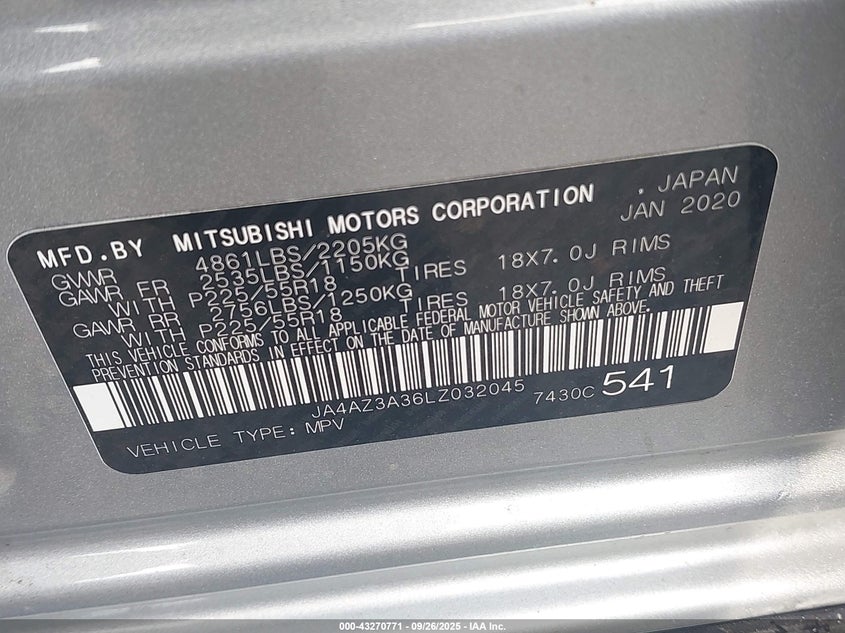 MFD.BY MITSUBISHI MOTORS CORPORATION . JAPAN
JAN 2020
GVWR 4861LBS/2205KG
GAWR FR 2535LBS/1150KG TIRES 18X7.0J RIMS
WITH P225/55R18
GAWR RR 2756LBS/1250KG TIRES 18X7.0J RIMS
WITH P225/55R18
THIS VEHICLE CONFORMS TO ALL APPLICABLE FEDERAL MOTOR VEHICLE SAFETY AND THEFT
PREVENTION STANDARDS IN EFFECT ON THE DATE OF MANUFACTURE SHOWN ABOVE.
JA4AZ3A36LZ032045 7430C 541
VEHICLE TYPE: MPV
000-43270771 - 09/26/2025 - IAA Inc.